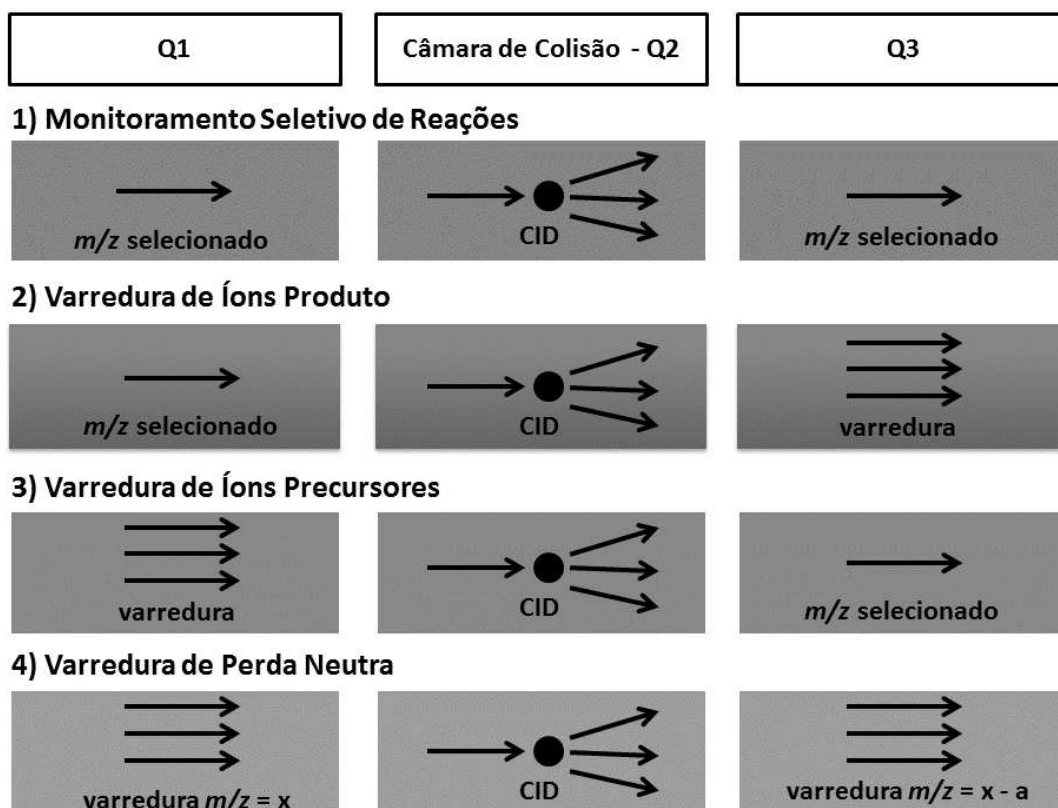 Q1
Câmara de Colisão - Q2
Q3
1) Monitoramento Seletivo de Reações
m/z selecionado
CID
m/z selecionado
2) Varredura de Íons Produto
m/z selecionado
CID
varredura
3) Varredura de Íons Precursores
varredura
CID
m/z selecionado
4) Varredura de Perda Neutra
varredura m/z = x
CID
varredura m/z = x - a